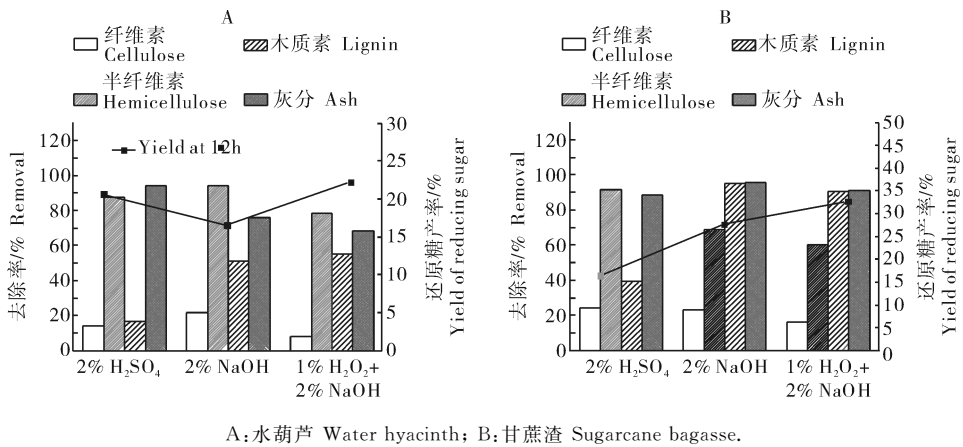 A
纤维素 Cellulose
木质素 Lignin
半纤维素 Hemicellulose
灰分 Ash
去除率/% Removal
120
100
80
60
40
20
0
Yield at 12h
30
25
20
15
10
5
0
还原糖产率/%
Yield of reducing sugar
2% H₂SO₄
2% NaOH
1% H₂O₂+
2% NaOH
B
纤维素 Cellulose
木质素 Lignin
半纤维素 Hemicellulose
灰分 Ash
去除率/% Removal
120
100
80
60
40
20
0
50
45
40
35
30
25
20
15
10
5
0
还原糖产率/%
Yield of reducing sugar
2% H₂SO₄
2% NaOH
1% H₂O₂+
2% NaOH
A:水葫芦 Water hyacinth; B:甘蔗渣 Sugarcane bagasse.